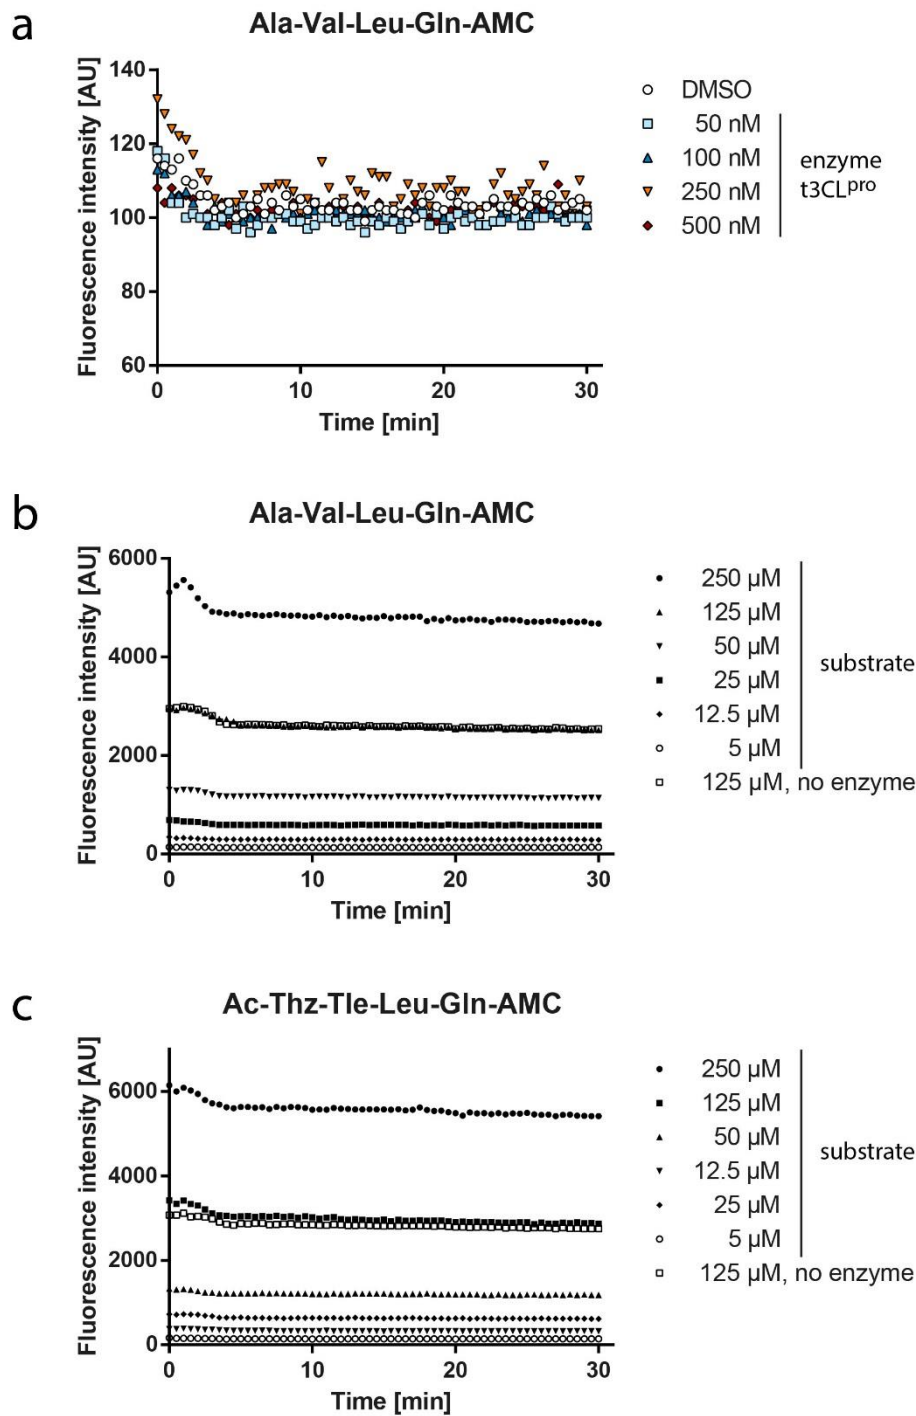 a
Ala-Val-Leu-Gln-AMC
Fluorescence intensity [AU]
140
120
100
80
60
0 10 20 30
Time [min]
DMSO
50 nM
100 nM
250 nM
500 nM
enzyme
t3CLpro
b
Ala-Val-Leu-Gln-AMC
Fluorescence intensity [AU]
6000
4000
2000
0
0 10 20 30
Time [min]
250 µM
125 µM
50 µM
25 µM
12.5 µM
5 µM
125 µM, no enzyme
substrate
c
Ac-Thz-Tle-Leu-Gln-AMC
Fluorescence intensity [AU]
6000
4000
2000
0
0 10 20 30
Time [min]
250 µM
125 µM
50 µM
12.5 µM
25 µM
5 µM
125 µM, no enzyme
substrate